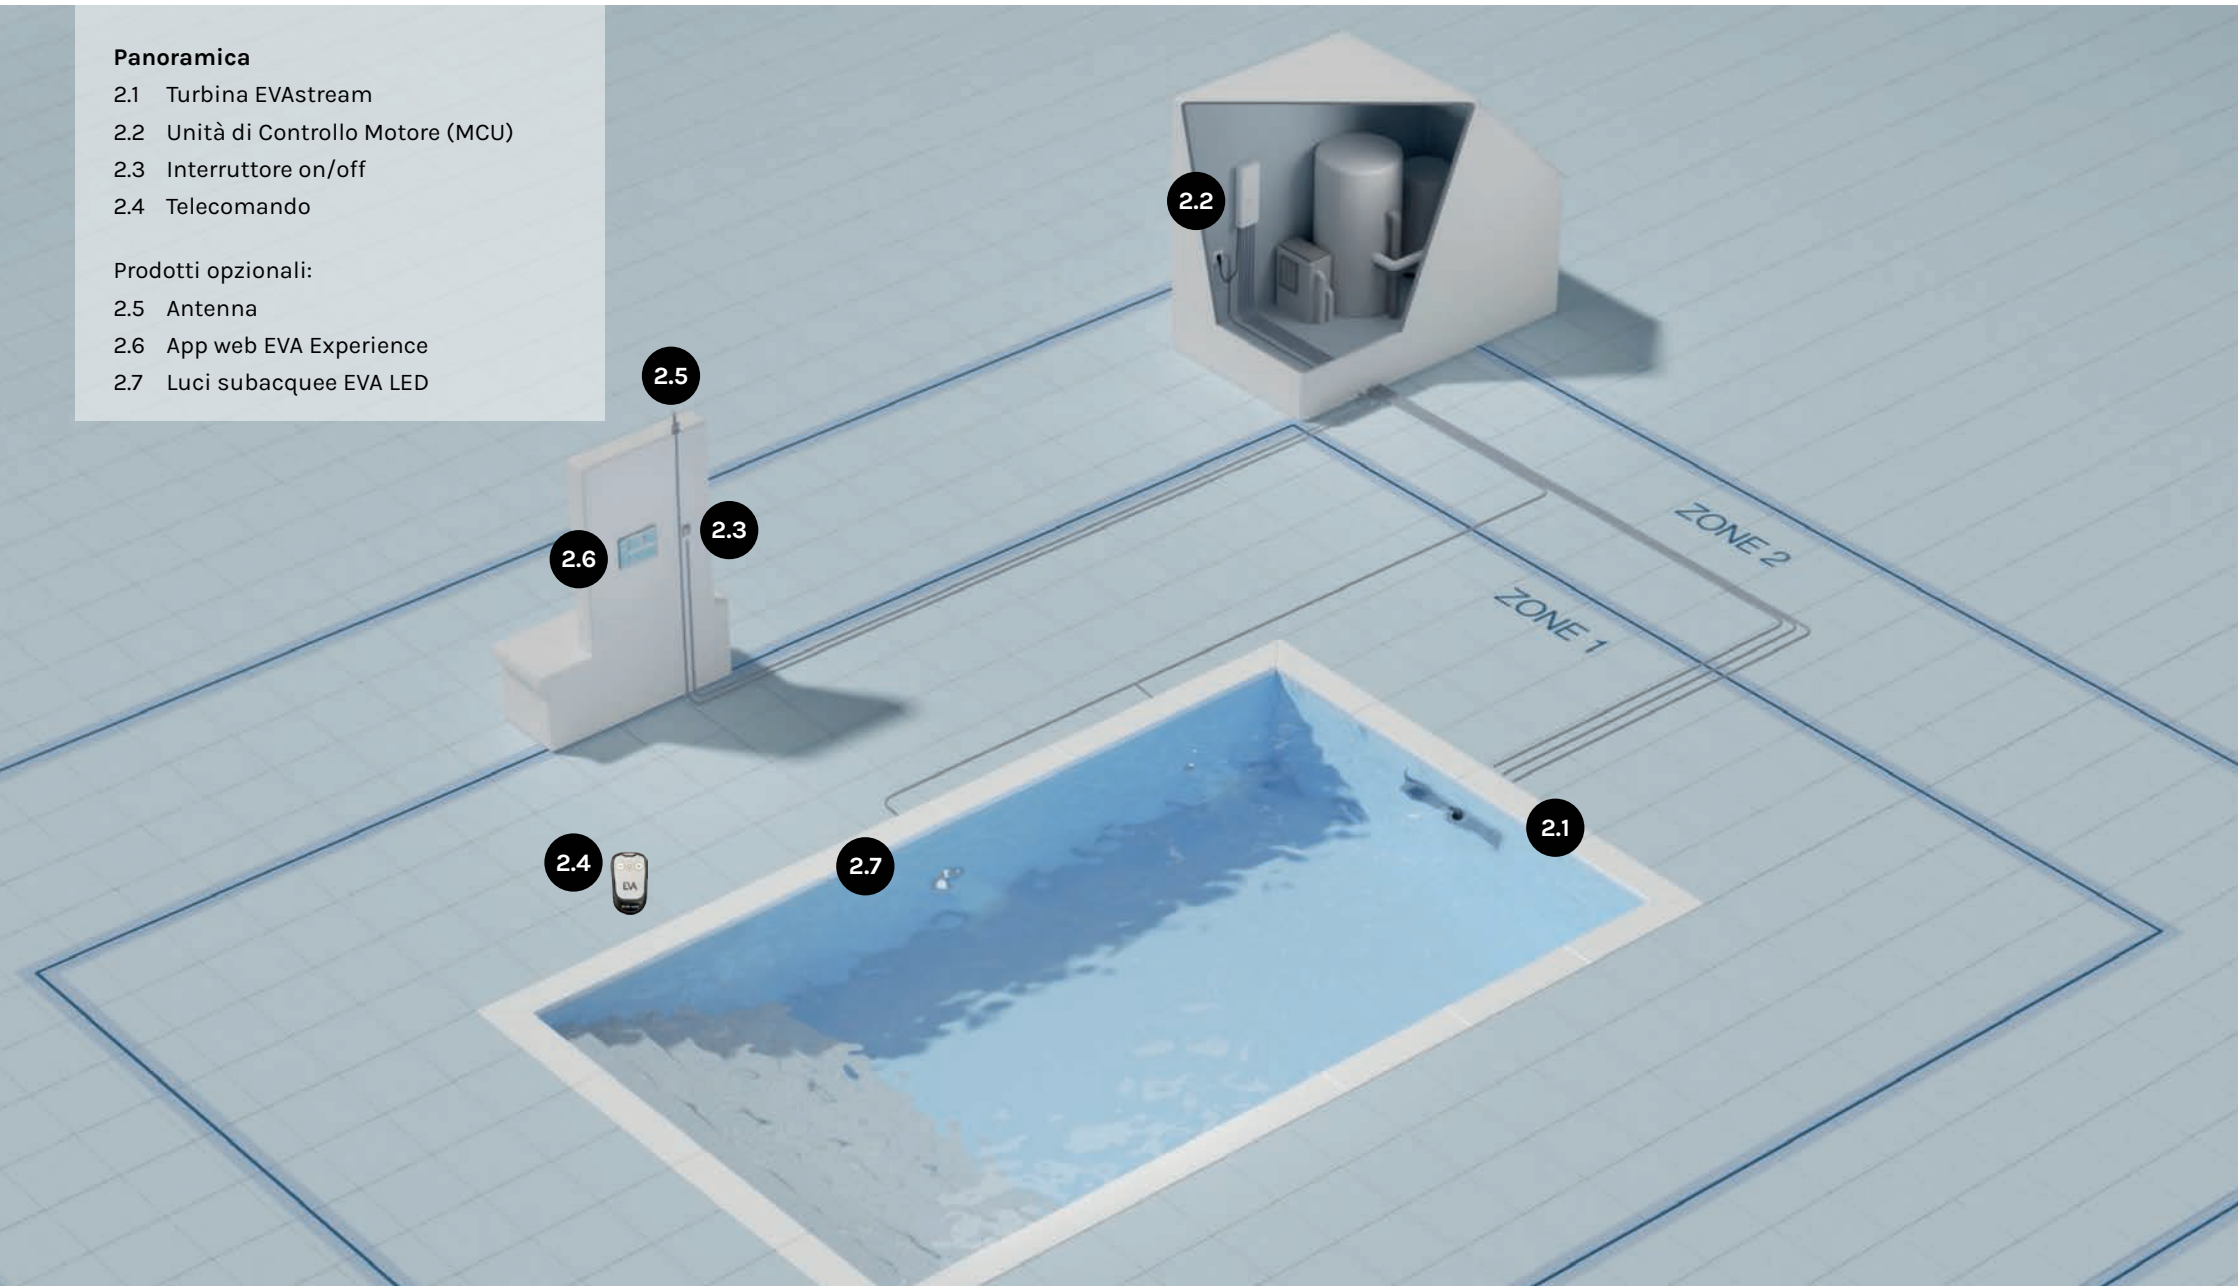 Panoramica
2.1 Turbina EVAstream
2.2 Unità di Controllo Motore (MCU)
2.3 Interruttore on/off
2.4 Telecomando
Prodotti opzionali:
2.5 Antenna
2.6 App web EVA Experience
2.7 Luci subacquee EVA LED
2.2
2.5
2.3
2.6
ZONE 2
ZONE 1
2.1
2.4
EVA
2.7